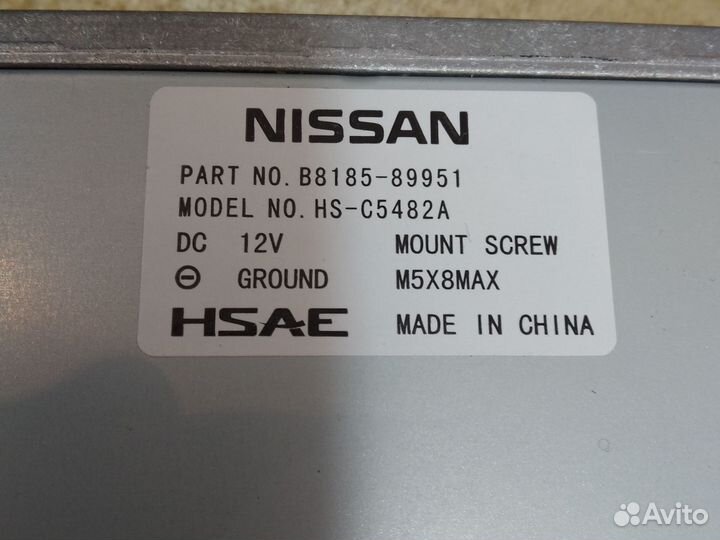 NISSAN
PART NO. B8185-89951
MODEL NO. HS-C5482A
DC 12V MOUNT SCREW
⊖ GROUND M5X8MAX
HSAE MADE IN CHINA
Avito